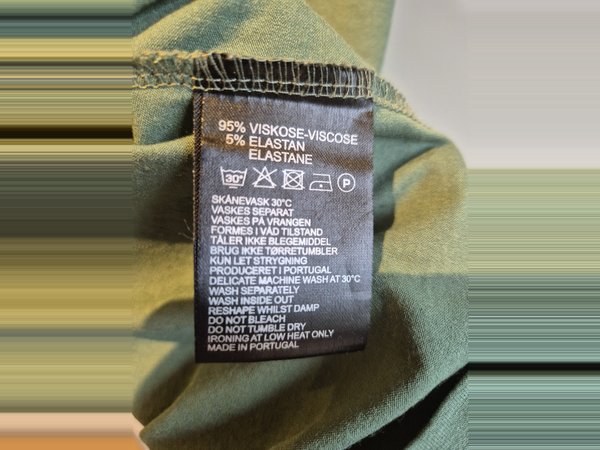 95% VISKOSE-VISCOSE
5% ELASTAN
ELASTANE
30° P
SKÅNEVASK 30°C
VASKES SEPARAT
VASKES PÅ VRANGEN
FORMES I VÅD TILSTAND
TÅLER IKKE BLEGEMIDDEL
BRUG IKKE TØRRETUMBLER
KUN LET STRYGNING
PRODUCERET I PORTUGAL
DELICATE MACHINE WASH AT 30°C
WASH SEPARATELY
WASH INSIDE OUT
RESHAPE WHILST DAMP
DO NOT BLEACH
DO NOT TUMBLE DRY
IRONING AT LOW HEAT ONLY
MADE IN PORTUGAL